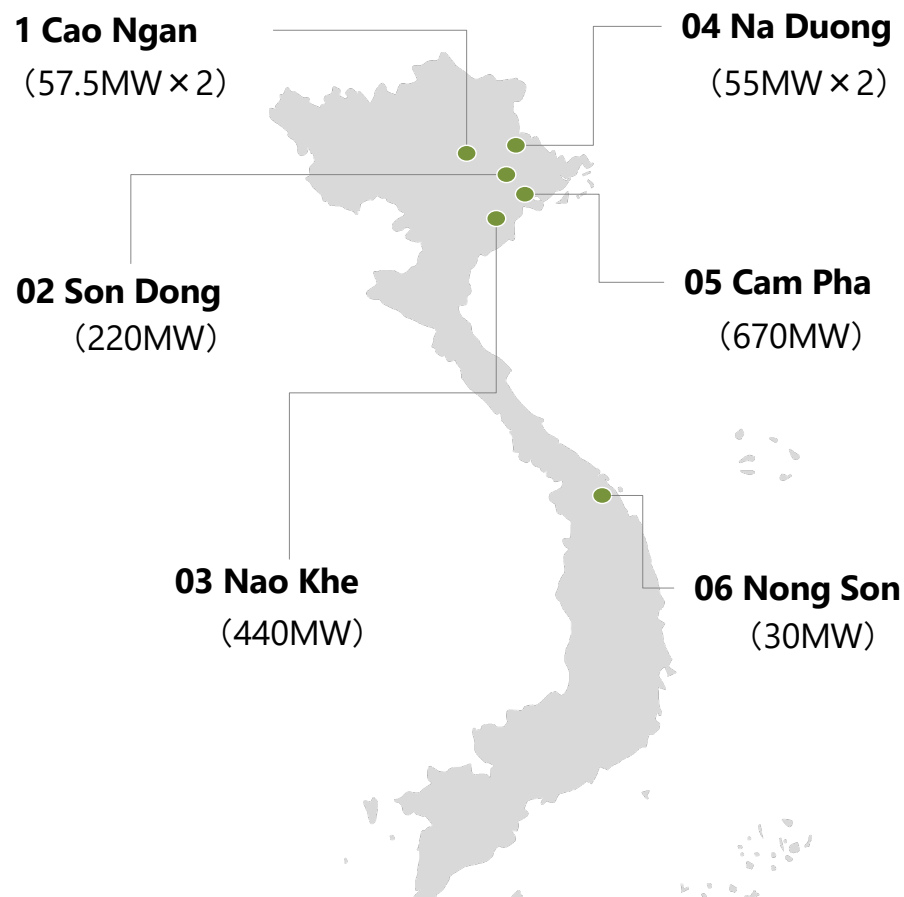 1 Cao Ngan
（57.5MW×2）
04 Na Duong
（55MW×2）
02 Son Dong
（220MW）
05 Cam Pha
（670MW）
03 Nao Khe
（440MW）
06 Nong Son
（30MW）